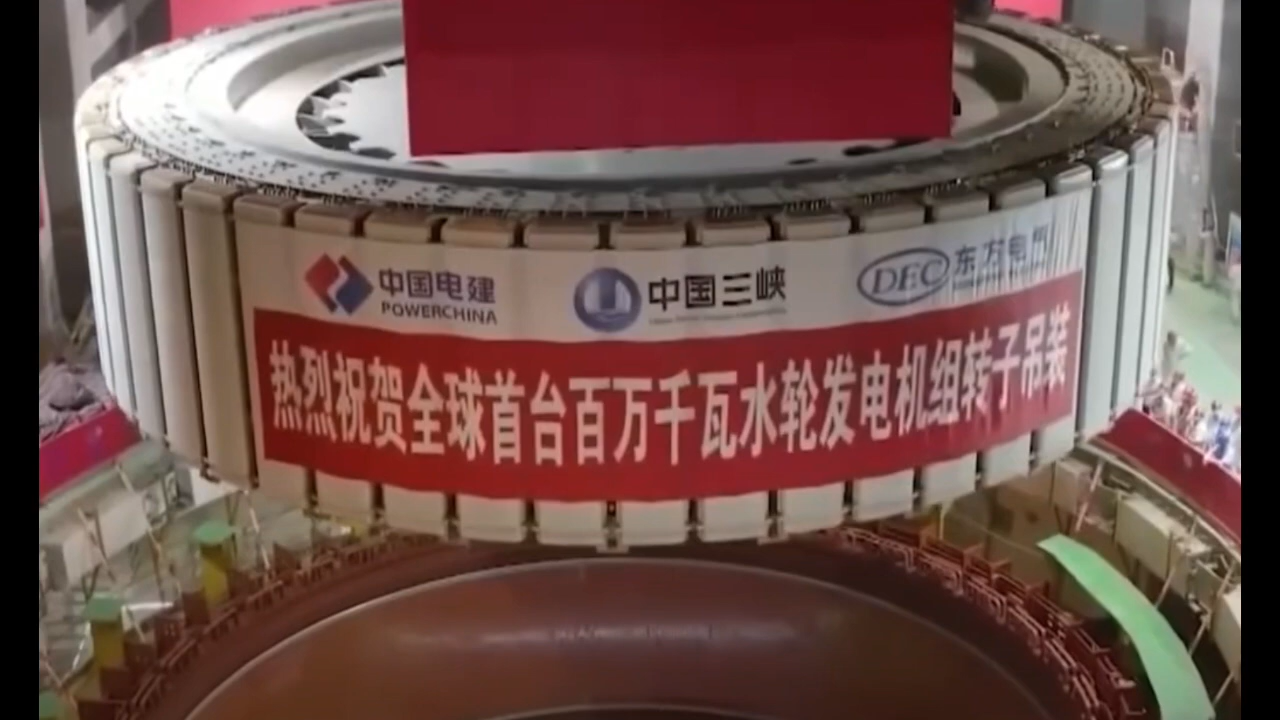 中国电建
POWERCHINA
中国三峡
DEC 东方电机
热烈祝贺全球首台百万千瓦水轮发电机组转子吊装